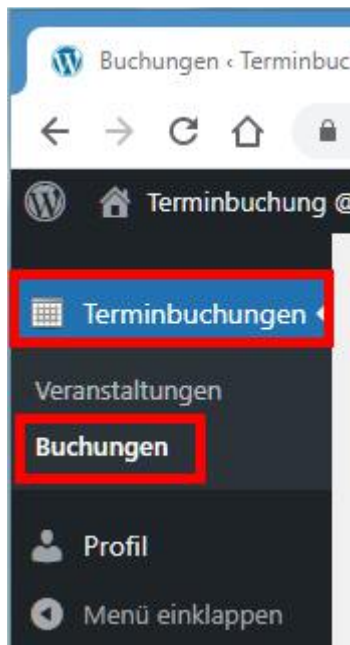 Buchungen ‹ Terminbuc
Terminbuchung @
Terminbuchungen
Veranstaltungen
Buchungen
Profil
Menü einklappen